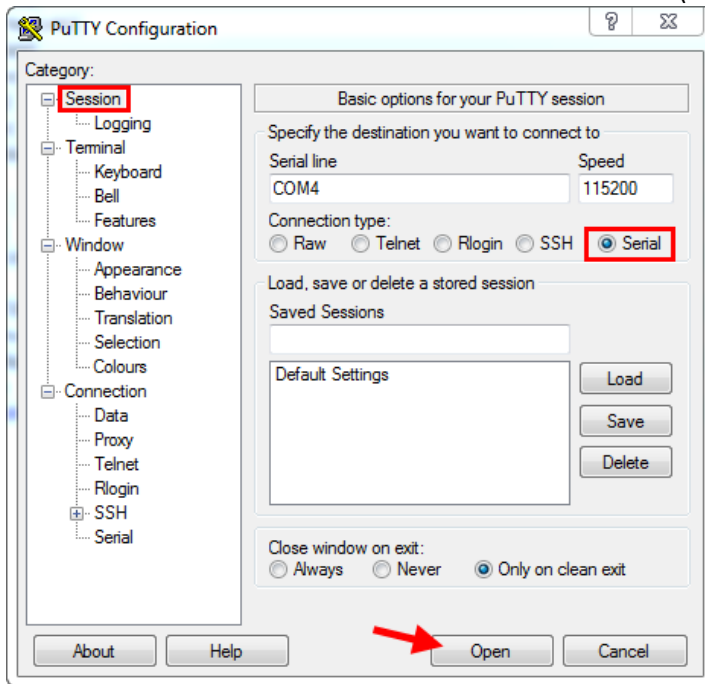 PuTTY Configuration
Category:
Session
Logging
Terminal
Keyboard
Bell
Features
Window
Appearance
Behaviour
Translation
Selection
Colours
Connection
Data
Proxy
Telnet
Rlogin
SSH
Serial
Basic options for your PuTTY session
Specify the destination you want to connect to
Serial line Speed
COM4 115200
Connection type:
Raw Telnet Rlogin SSH Serial
Load, save or delete a stored session
Saved Sessions
Default Settings
Load
Save
Delete
Close window on exit:
Always Never Only on clean exit
About Help Open Cancel